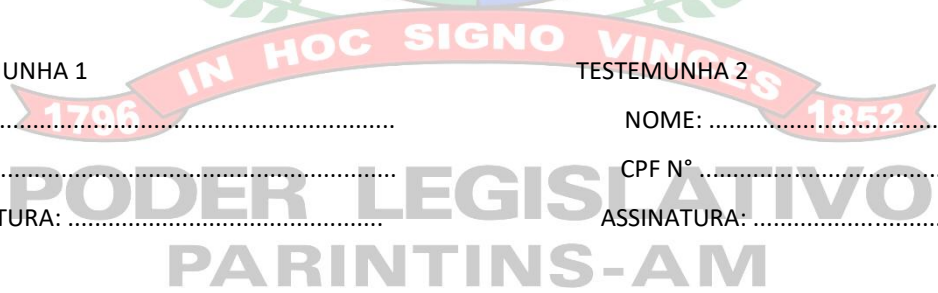 IN HOC SIGNO VINCES
UNHA 1 TESTEMUNHA 2
1796 1852
.......................................................... NOME: ..................................
.......................................................... CPF N° ....................................
TURA: ............................................... ASSINATURA: ............................
PODER LEGISLATIVO
PARINTINS-AM